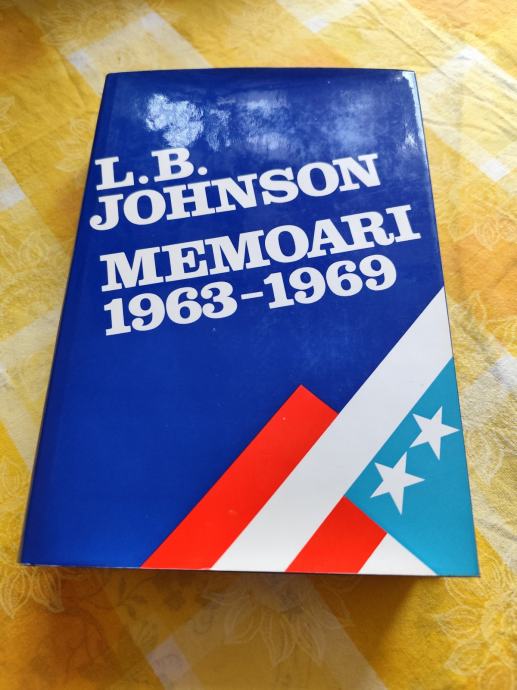 L.B.
JOHNSON
MEMOARI
1963-1969